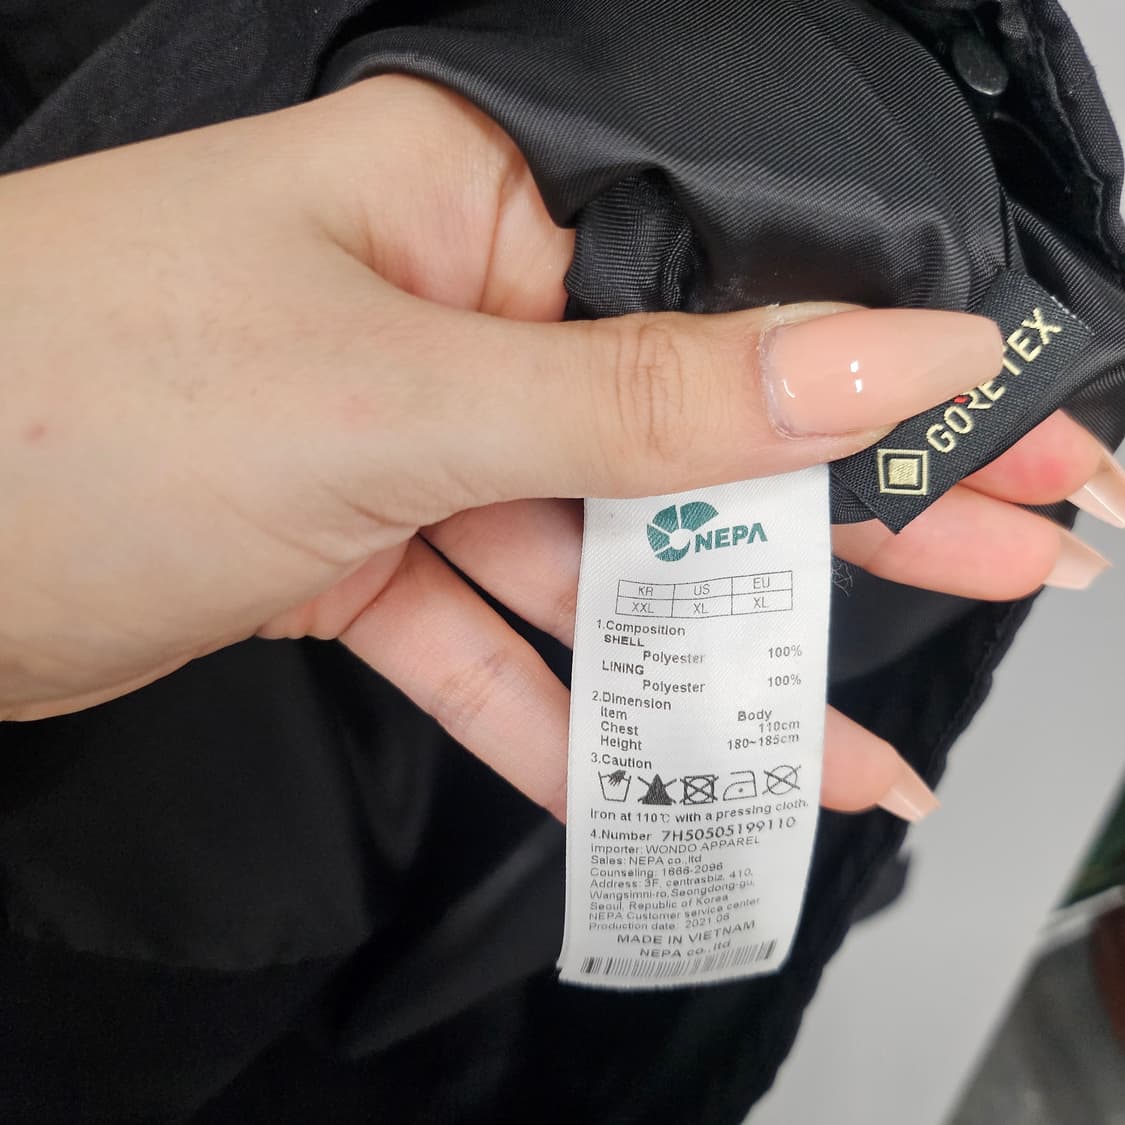 GORE-TEX
NEPA
KR US EU
XXL XL XL
1.Composition
SHELL
Polyester 100%
LINING
Polyester 100%
2.Dimension
Item Body
Chest 110cm
Height 180~185cm
3.Caution
Iron at 110℃ with a pressing cloth.
4.Number 7H50505199110
Importer: WONDO APPAREL
Sales: NEPA co.,ltd
Counseling: 1666-2096
Address: 3F, centrasbiz, 410,
Wangsimni-ro, Seongdong-gu,
Seoul, Republic of Korea
NEPA Customer service center
Production date: 2021.06
MADE IN VIETNAM
NEPA co.,ltd